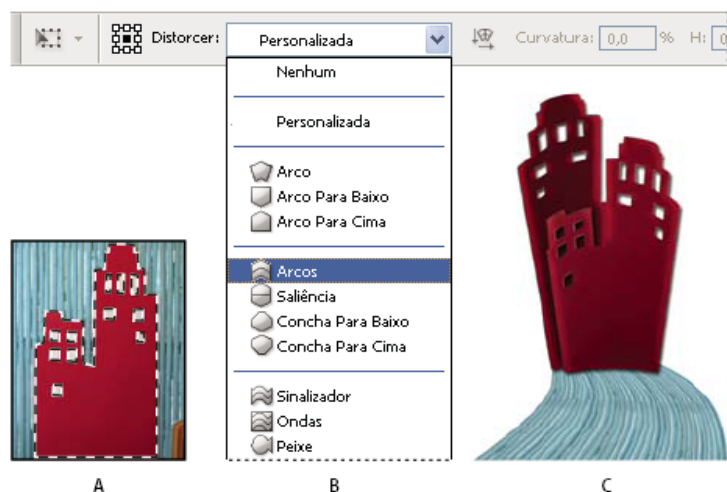 Distorcer: Personalizada Curvatura: 0,0 % H: 0
Nenhum
Personalizada
Arco
Arco Para Baixo
Arco Para Cima
Arcos
Saliência
Concha Para Baixo
Concha Para Cima
Sinalizador
Ondas
Peixe
A B C